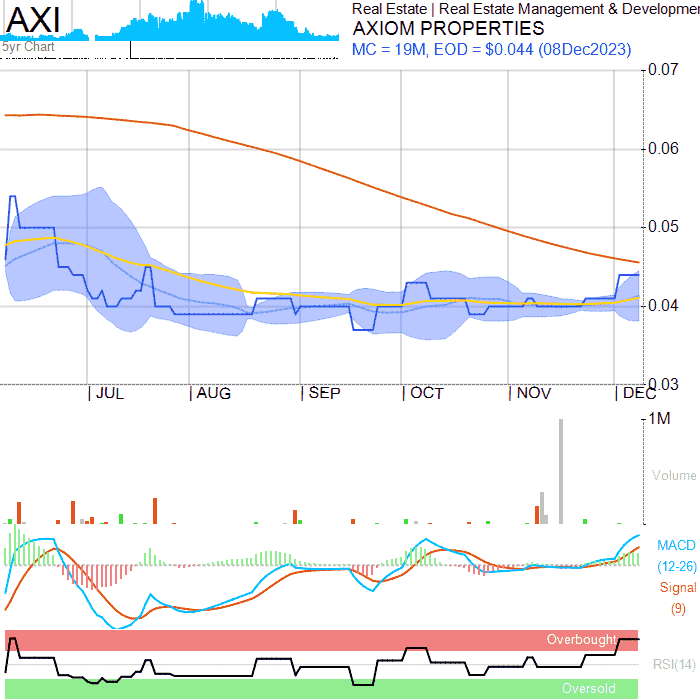 AXI
5yr Chart
Real Estate | Real Estate Management & Developmen
AXIOM PROPERTIES
MC = 19M, EOD = $0.044 (08Dec2023)
0.07
0.06
0.05
0.04
0.03
JUL AUG SEP OCT NOV DEC
1M
Volume
MACD
(12-26)
Signal
(9)
Overbought
RSI(14)
Oversold